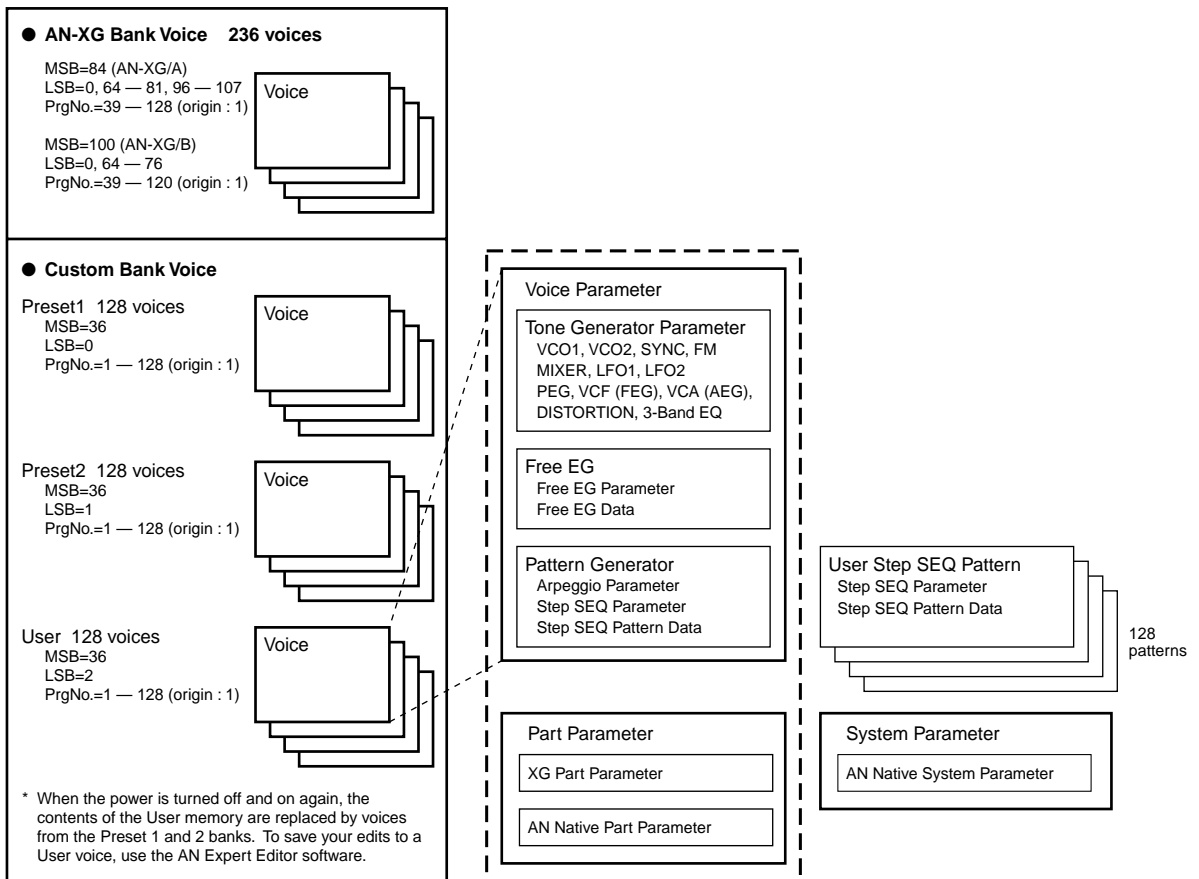 ● AN-XG Bank Voice 236 voices
MSB=84 (AN-XG/A)
LSB=0, 64 — 81, 96 — 107
PrgNo.=39 — 128 (origin : 1)
MSB=100 (AN-XG/B)
LSB=0, 64 — 76
PrgNo.=39 — 120 (origin : 1)
Voice
● Custom Bank Voice
Preset1 128 voices
MSB=36
LSB=0
PrgNo.=1 — 128 (origin : 1)
Voice
Preset2 128 voices
MSB=36
LSB=1
PrgNo.=1 — 128 (origin : 1)
Voice
User 128 voices
MSB=36
LSB=2
PrgNo.=1 — 128 (origin : 1)
Voice
* When the power is turned off and on again, the
contents of the User memory are replaced by voices
from the Preset 1 and 2 banks. To save your edits to a
User voice, use the AN Expert Editor software.
Voice Parameter
Tone Generator Parameter
VCO1, VCO2, SYNC, FM
MIXER, LFO1, LFO2
PEG, VCF (FEG), VCA (AEG),
DISTORTION, 3-Band EQ
Free EG
Free EG Parameter
Free EG Data
Pattern Generator
Arpeggio Parameter
Step SEQ Parameter
Step SEQ Pattern Data
Part Parameter
XG Part Parameter
AN Native Part Parameter
User Step SEQ Pattern
Step SEQ Parameter
Step SEQ Pattern Data
128
patterns
System Parameter
AN Native System Parameter